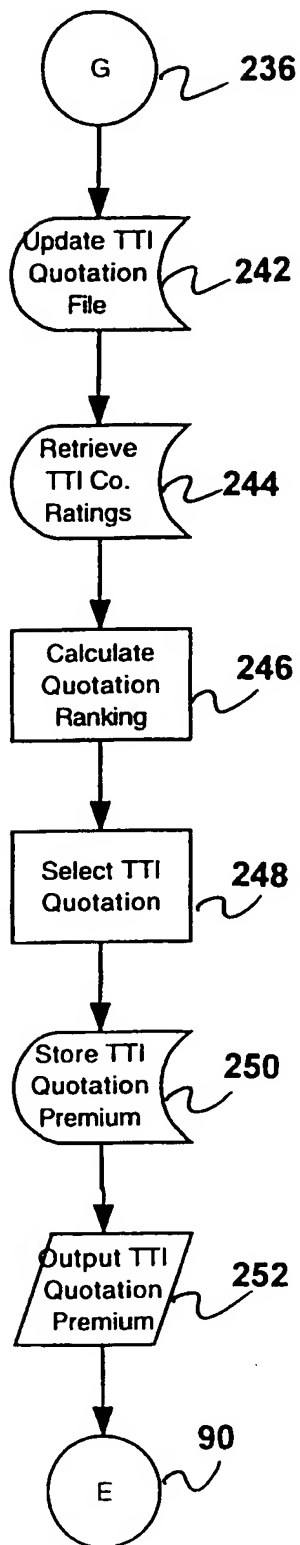 G
236
Update TTI
Quotation
File
242
Retrieve
TTI Co.
Ratings
244
Calculate
Quotation
Ranking
246
Select TTI
Quotation
248
Store TTI
Quotation
Premium
250
Output TTI
Quotation
Premium
252
E
90